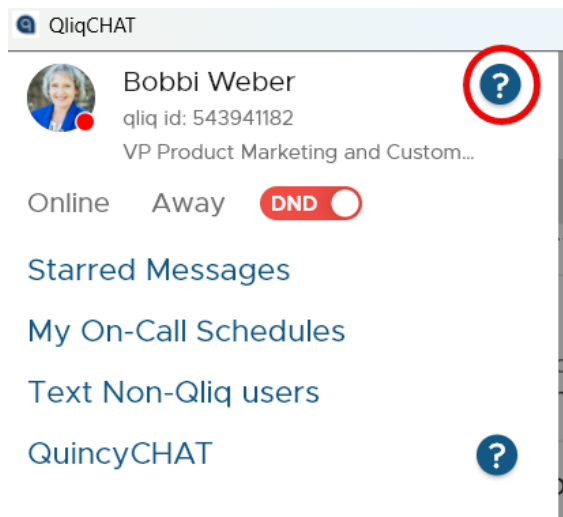 QliqCHAT
Bobbi Weber
?
qliq id: 543941182
VP Product Marketing and Custom...
Online Away DND
Starred Messages
My On-Call Schedules
Text Non-Qliq users
QuincyCHAT ?